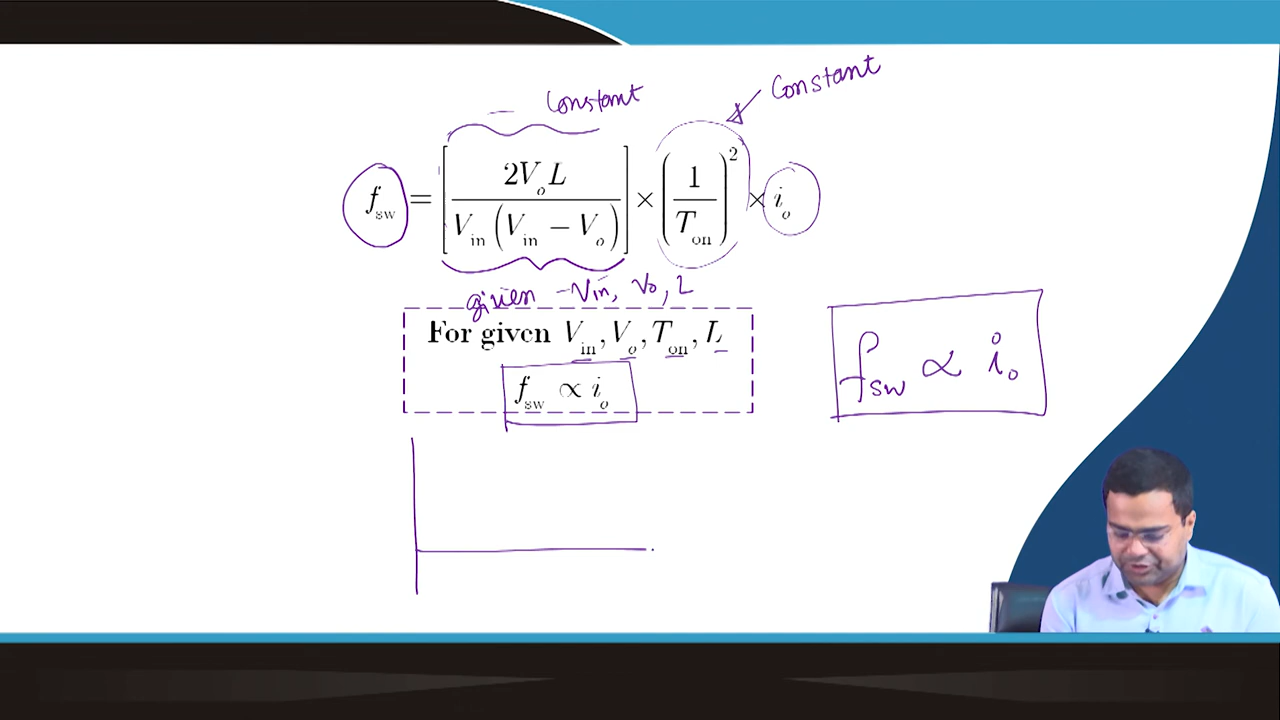 Constant
Constant
f_sw = [2V_o L / V_in (V_in − V_o)] × (1 / T_on)^2 × i_o
given - Vin, Vo, L
For given V_in, V_o, T_on, L
f_sw ∝ i_o
f_sw ∝ i_o